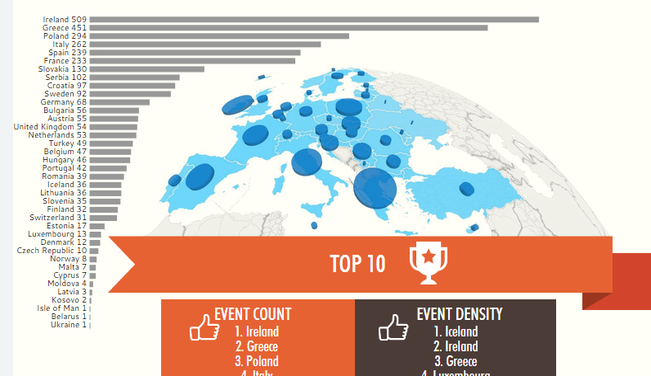 Ireland 509
Greece 451
Poland 294
Italy 262
Spain 239
France 233
Slovakia 130
Serbia 102
Croatia 97
Sweden 92
Germany 68
Bulgaria 56
Austria 55
United Kingdom 54
Netherlands 53
Turkey 49
Belgium 47
Hungary 46
Portugal 42
Romania 39
Iceland 36
Lithuania 36
Slovenia 35
Finland 32
Switzerland 31
Estonia 17
Luxembourg 13
Denmark 12
Czech Republic 10
Norway 8
Malta 7
Cyprus 7
Moldova 4
Latvia 3
Kosovo 2
Isle of Man 1
Belarus 1
Ukraine 1
TOP 10
EVENT COUNT
1. Ireland
2. Greece
3. Poland
4. Italy
EVENT DENSITY
1. Iceland
2. Ireland
3. Greece
4. Luxembourg